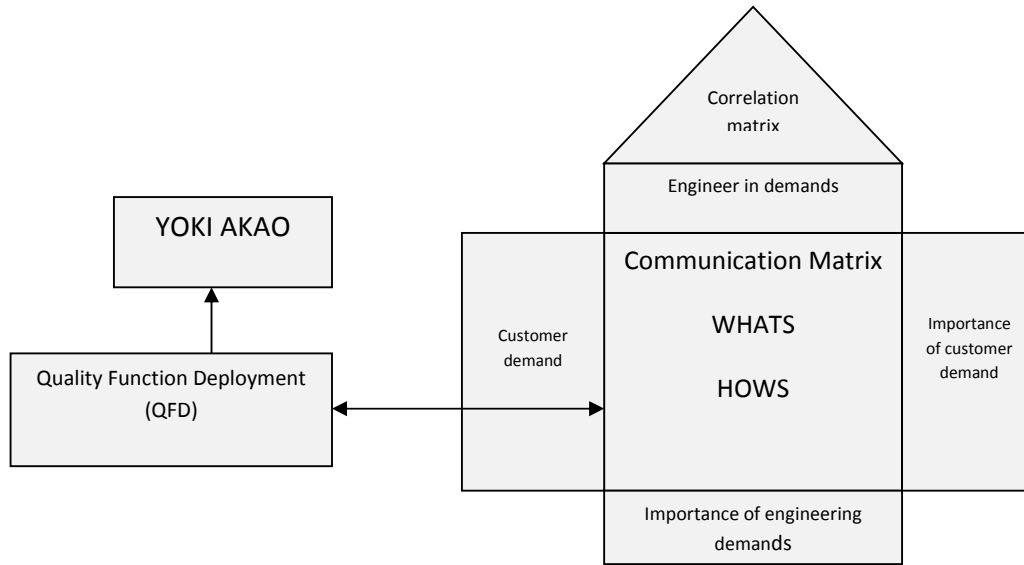 Correlation
matrix
Engineer in demands
YOKI AKAO
Communication Matrix
WHATS
HOWS
Customer
demand
Importance
of customer
demand
Quality Function Deployment
(QFD)
Importance of engineering
demands